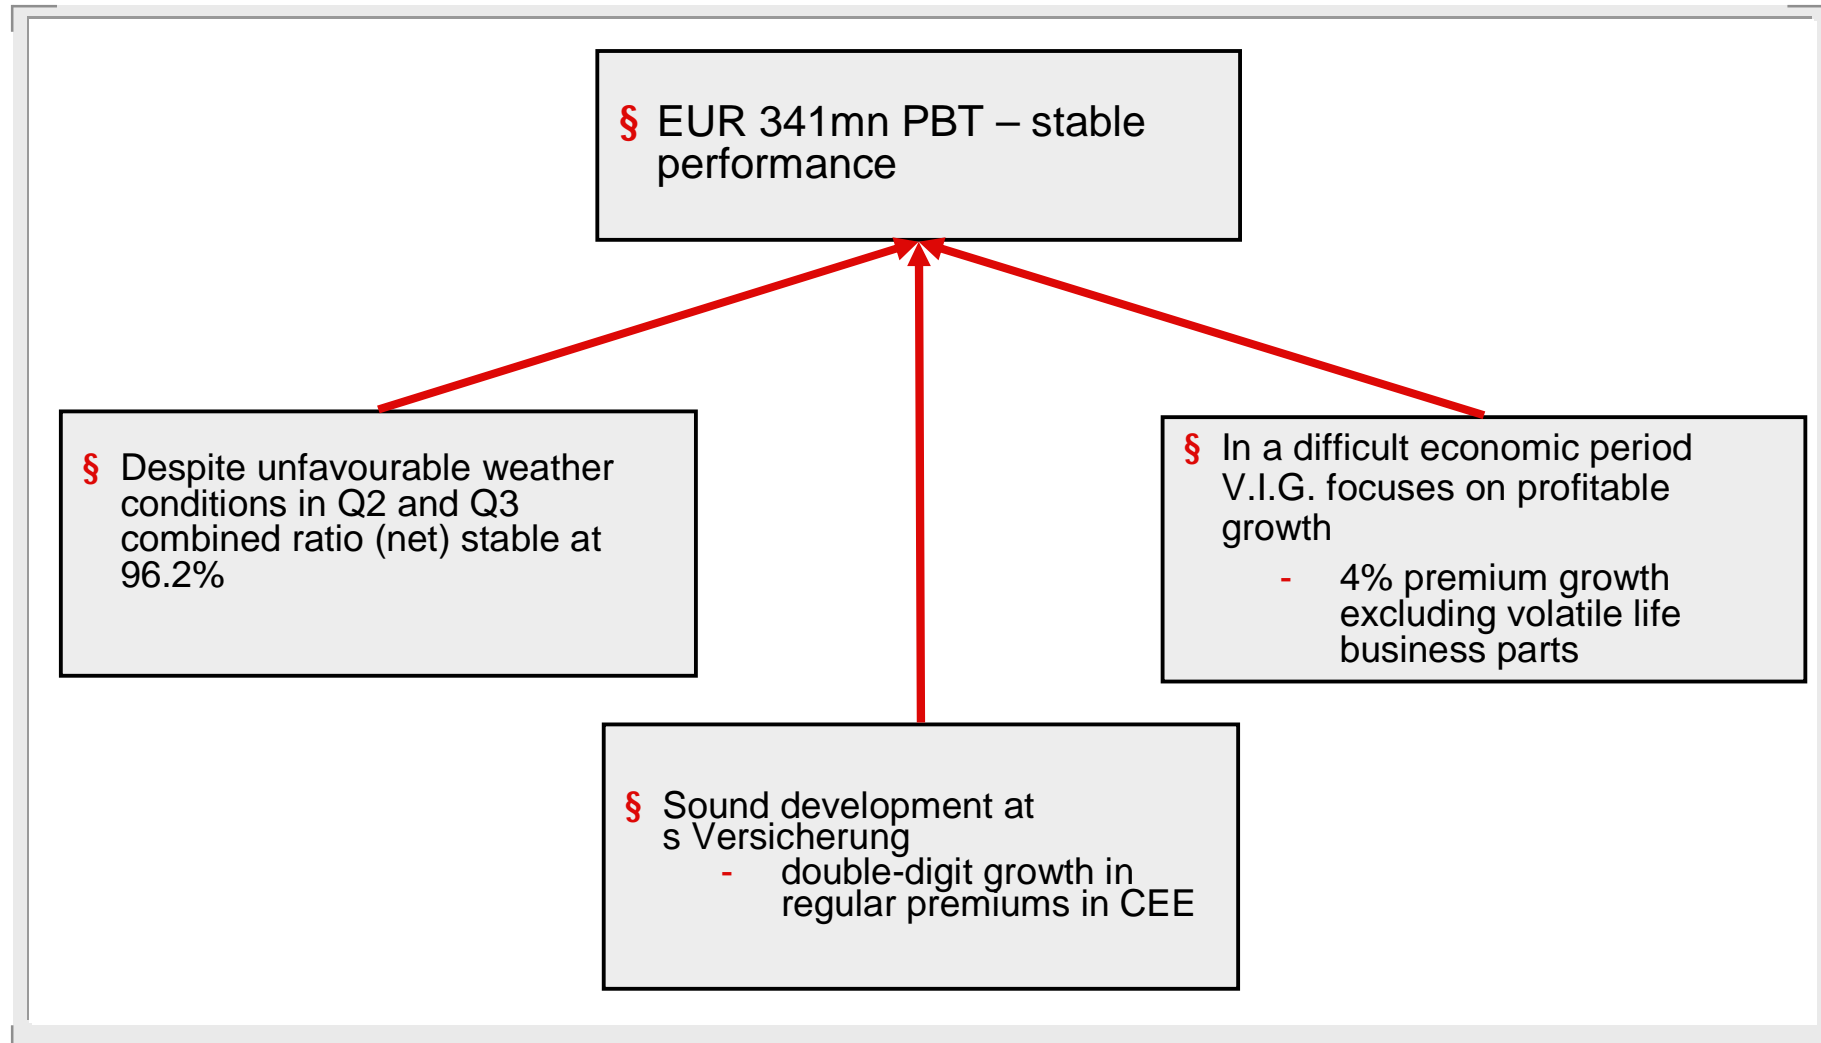 § EUR 341mn PBT – stable
performance
§ Despite unfavourable weather
conditions in Q2 and Q3
combined ratio (net) stable at
96.2%
§ In a difficult economic period
V.I.G. focuses on profitable
growth
- 4% premium growth
excluding volatile life
business parts
§ Sound development at
s Versicherung
- double-digit growth in
regular premiums in CEE